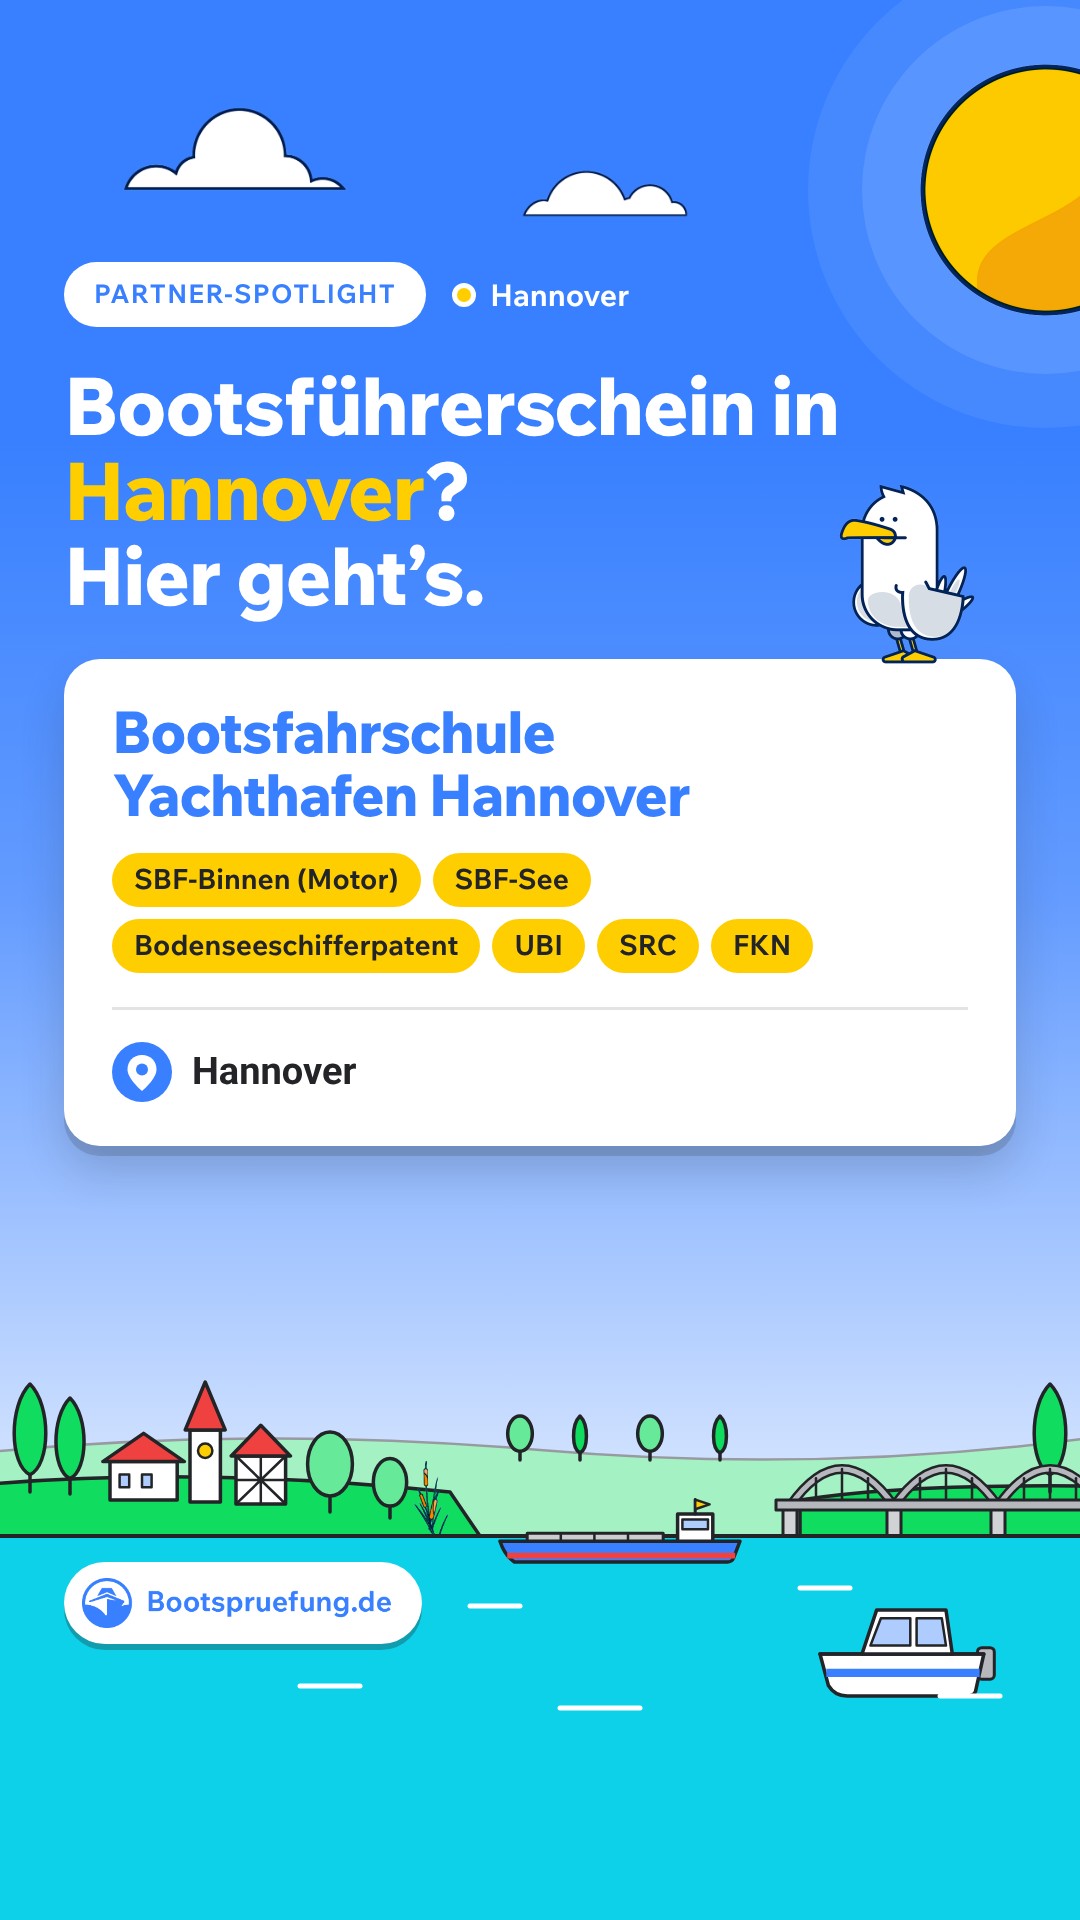 PARTNER-SPOTLIGHT
Hannover
Bootsführerschein in
Hannover?
Hier geht’s.
Bootsfahrschule
Yachthafen Hannover
SBF-Binnen (Motor) SBF-See
Bodenseeschifferpatent UBI SRC FKN
Hannover
Bootspruefung.de